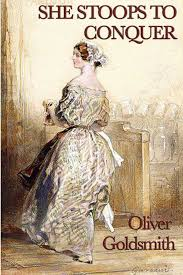 SHE STOOPS TO
CONQUER
Oliver
Goldsmith